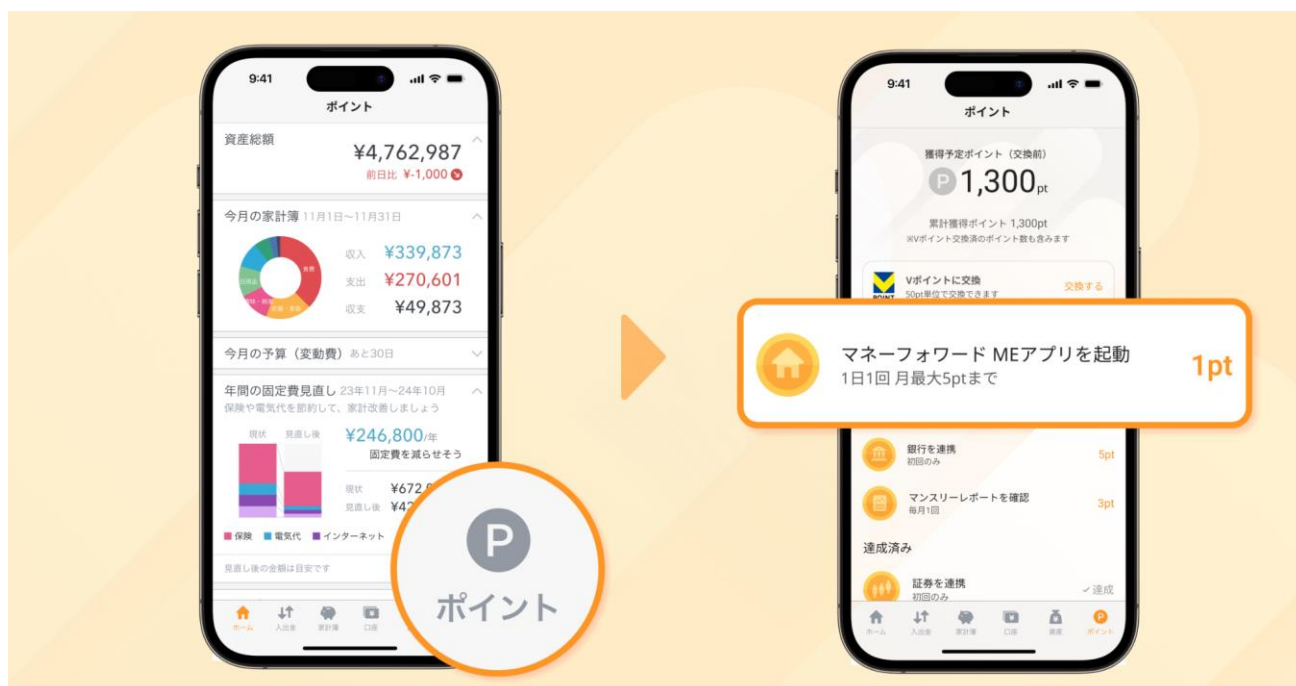 9:41
ポイント
資産総額
¥4,762,987
前日比 ¥-1,000
今月の家計簿 11月1日~11月31日
食費
日用品
収入 ¥339,873
支出 ¥270,601
収支 ¥49,873
今月の予算（変動費） あと30日
年間の固定費見直し 23年11月~24年10月
保険や電気代を節約して、家計改善しましょう
現状 見直し後
¥246,800/年
固定費を減らせそう
現状 ¥672
見直し後
保険 電気代 インターネット
見直し後の金額は目安です
P
ポイント
ホーム 入出金 家計簿 口座
9:41
ポイント
獲得予定ポイント（交換前）
P 1,300 pt
累計獲得ポイント 1,300pt
※Vポイント交換済のポイント数も含みます
POINT
Vポイントに交換
50pt単位で交換できます
交換する
マネーフォワード MEアプリを起動
1日1回 月最大5ptまで
1pt
銀行を連携
初回のみ
5pt
マンスリーレポートを確認
毎月1回
3pt
達成済み
証券を連携
初回のみ
達成
ホーム 入出金 家計簿 口座 資産 ポイント